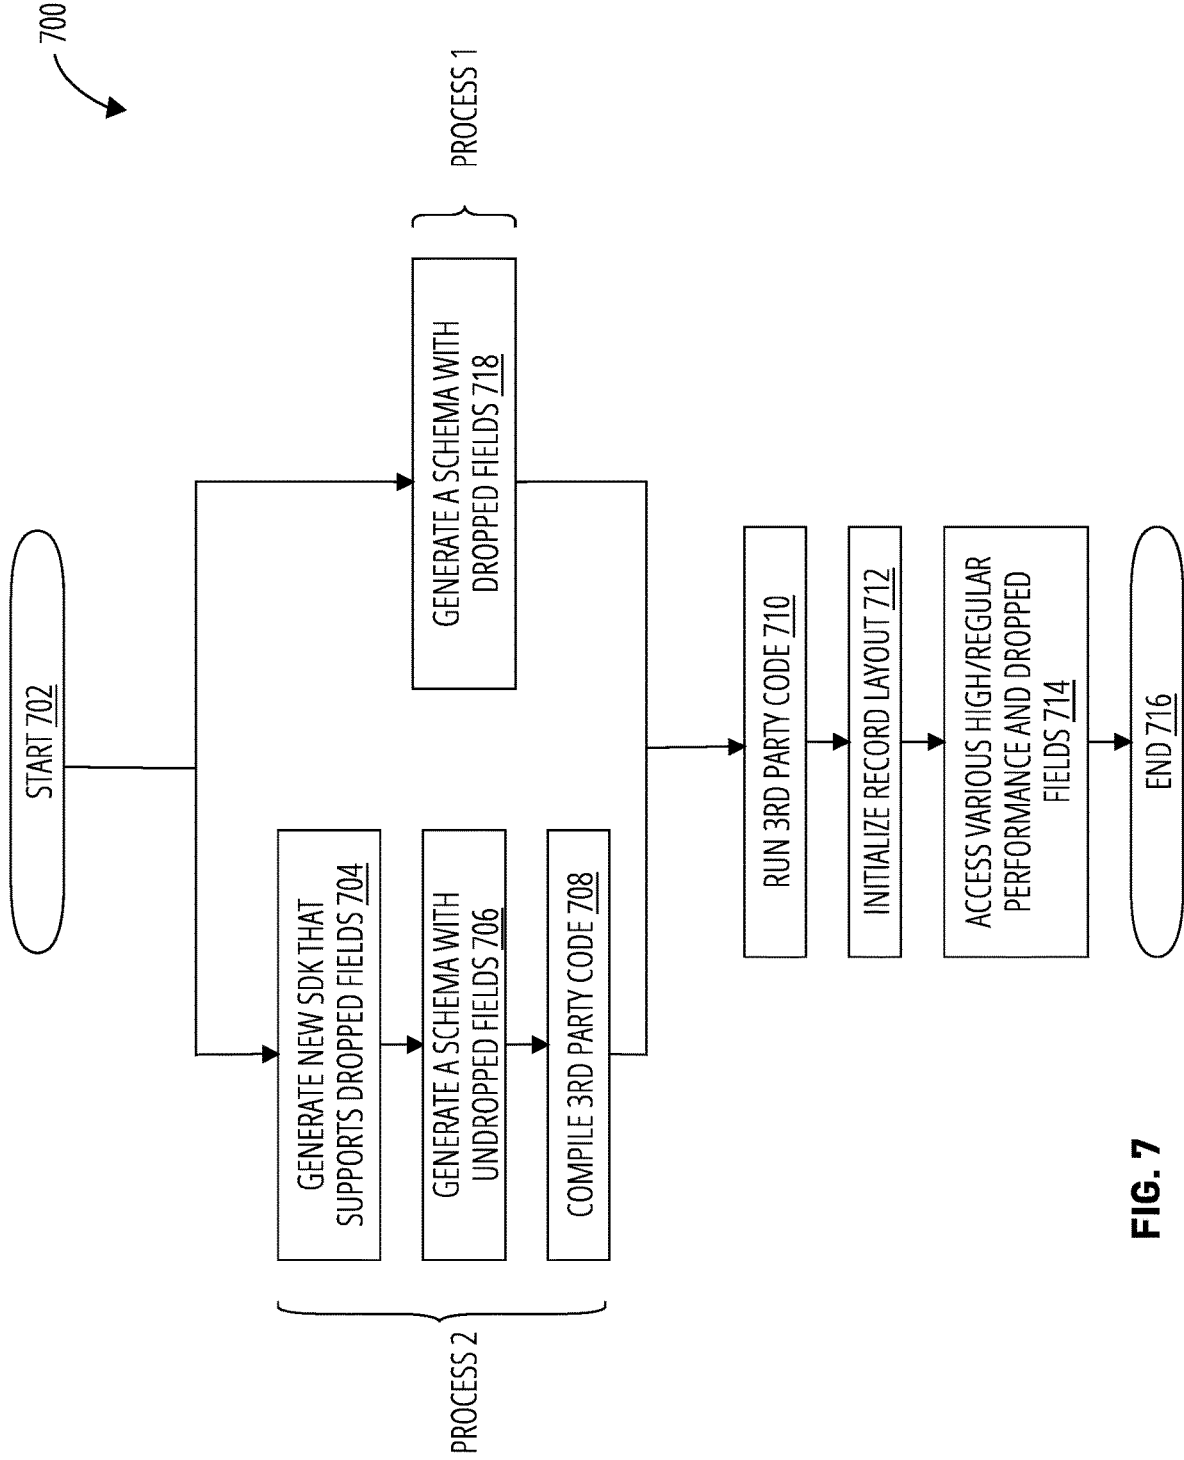 700
START 702
GENERATE NEW SDK THAT
SUPPORTS DROPPED FIELDS 704
GENERATE A SCHEMA WITH
UNDROPPED FIELDS 706
COMPILE 3RD PARTY CODE 708
PROCESS 2
GENERATE A SCHEMA WITH
DROPPED FIELDS 718
PROCESS 1
RUN 3RD PARTY CODE 710
INITIALIZE RECORD LAYOUT 712
ACCESS VARIOUS HIGH/REGULAR
PERFORMANCE AND DROPPED
FIELDS 714
END 716
FIG. 7